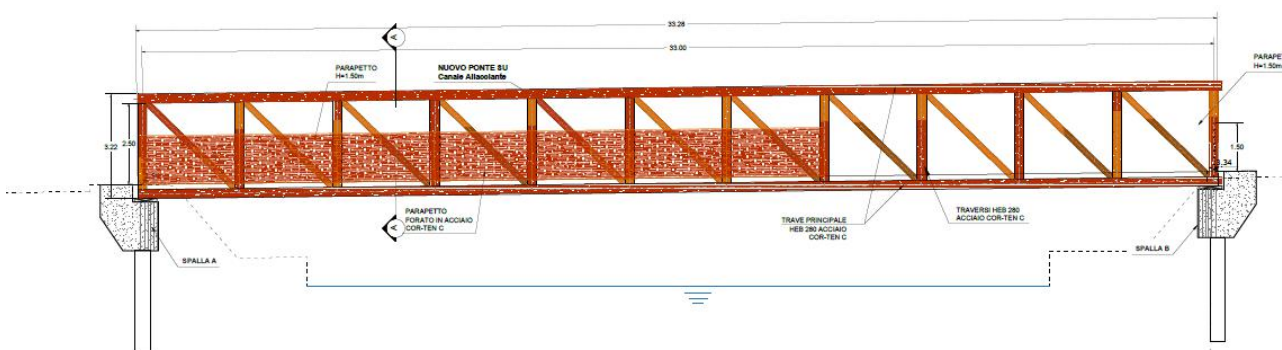 33.28
33.00
A
PARAPETTO
H=1.50m
NUOVO PONTE SU
Canale Allacciante
PARAPE
H=1.50m
3.22
2.50
1.50
3.34
PARAPETTO
FORATO IN ACCIAIO
COR-TEN C
A
TRAVE PRINCIPALE
HEB 280 ACCIAIO
COR-TEN C
TRAVERSI HEB 280
ACCIAIO COR-TEN C
SPALLA A
SPALLA B